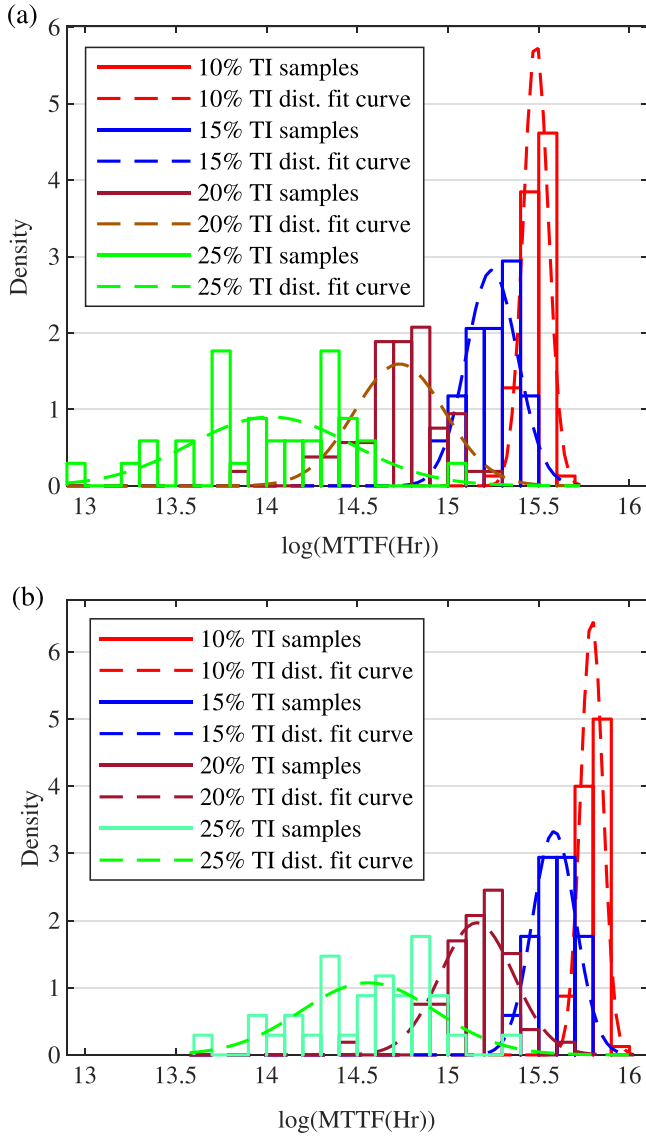 (a)
6
5
4
3
2
1
0
Density
10% TI samples
10% TI dist. fit curve
15% TI samples
15% TI dist. fit curve
20% TI samples
20% TI dist. fit curve
25% TI samples
25% TI dist. fit curve
13 13.5 14 14.5 15 15.5 16
log(MTTF(Hr))
(b)
6
5
4
3
2
1
0
Density
10% TI samples
10% TI dist. fit curve
15% TI samples
15% TI dist. fit curve
20% TI samples
20% TI dist. fit curve
25% TI samples
25% TI dist. fit curve
13 13.5 14 14.5 15 15.5 16
log(MTTF(Hr))